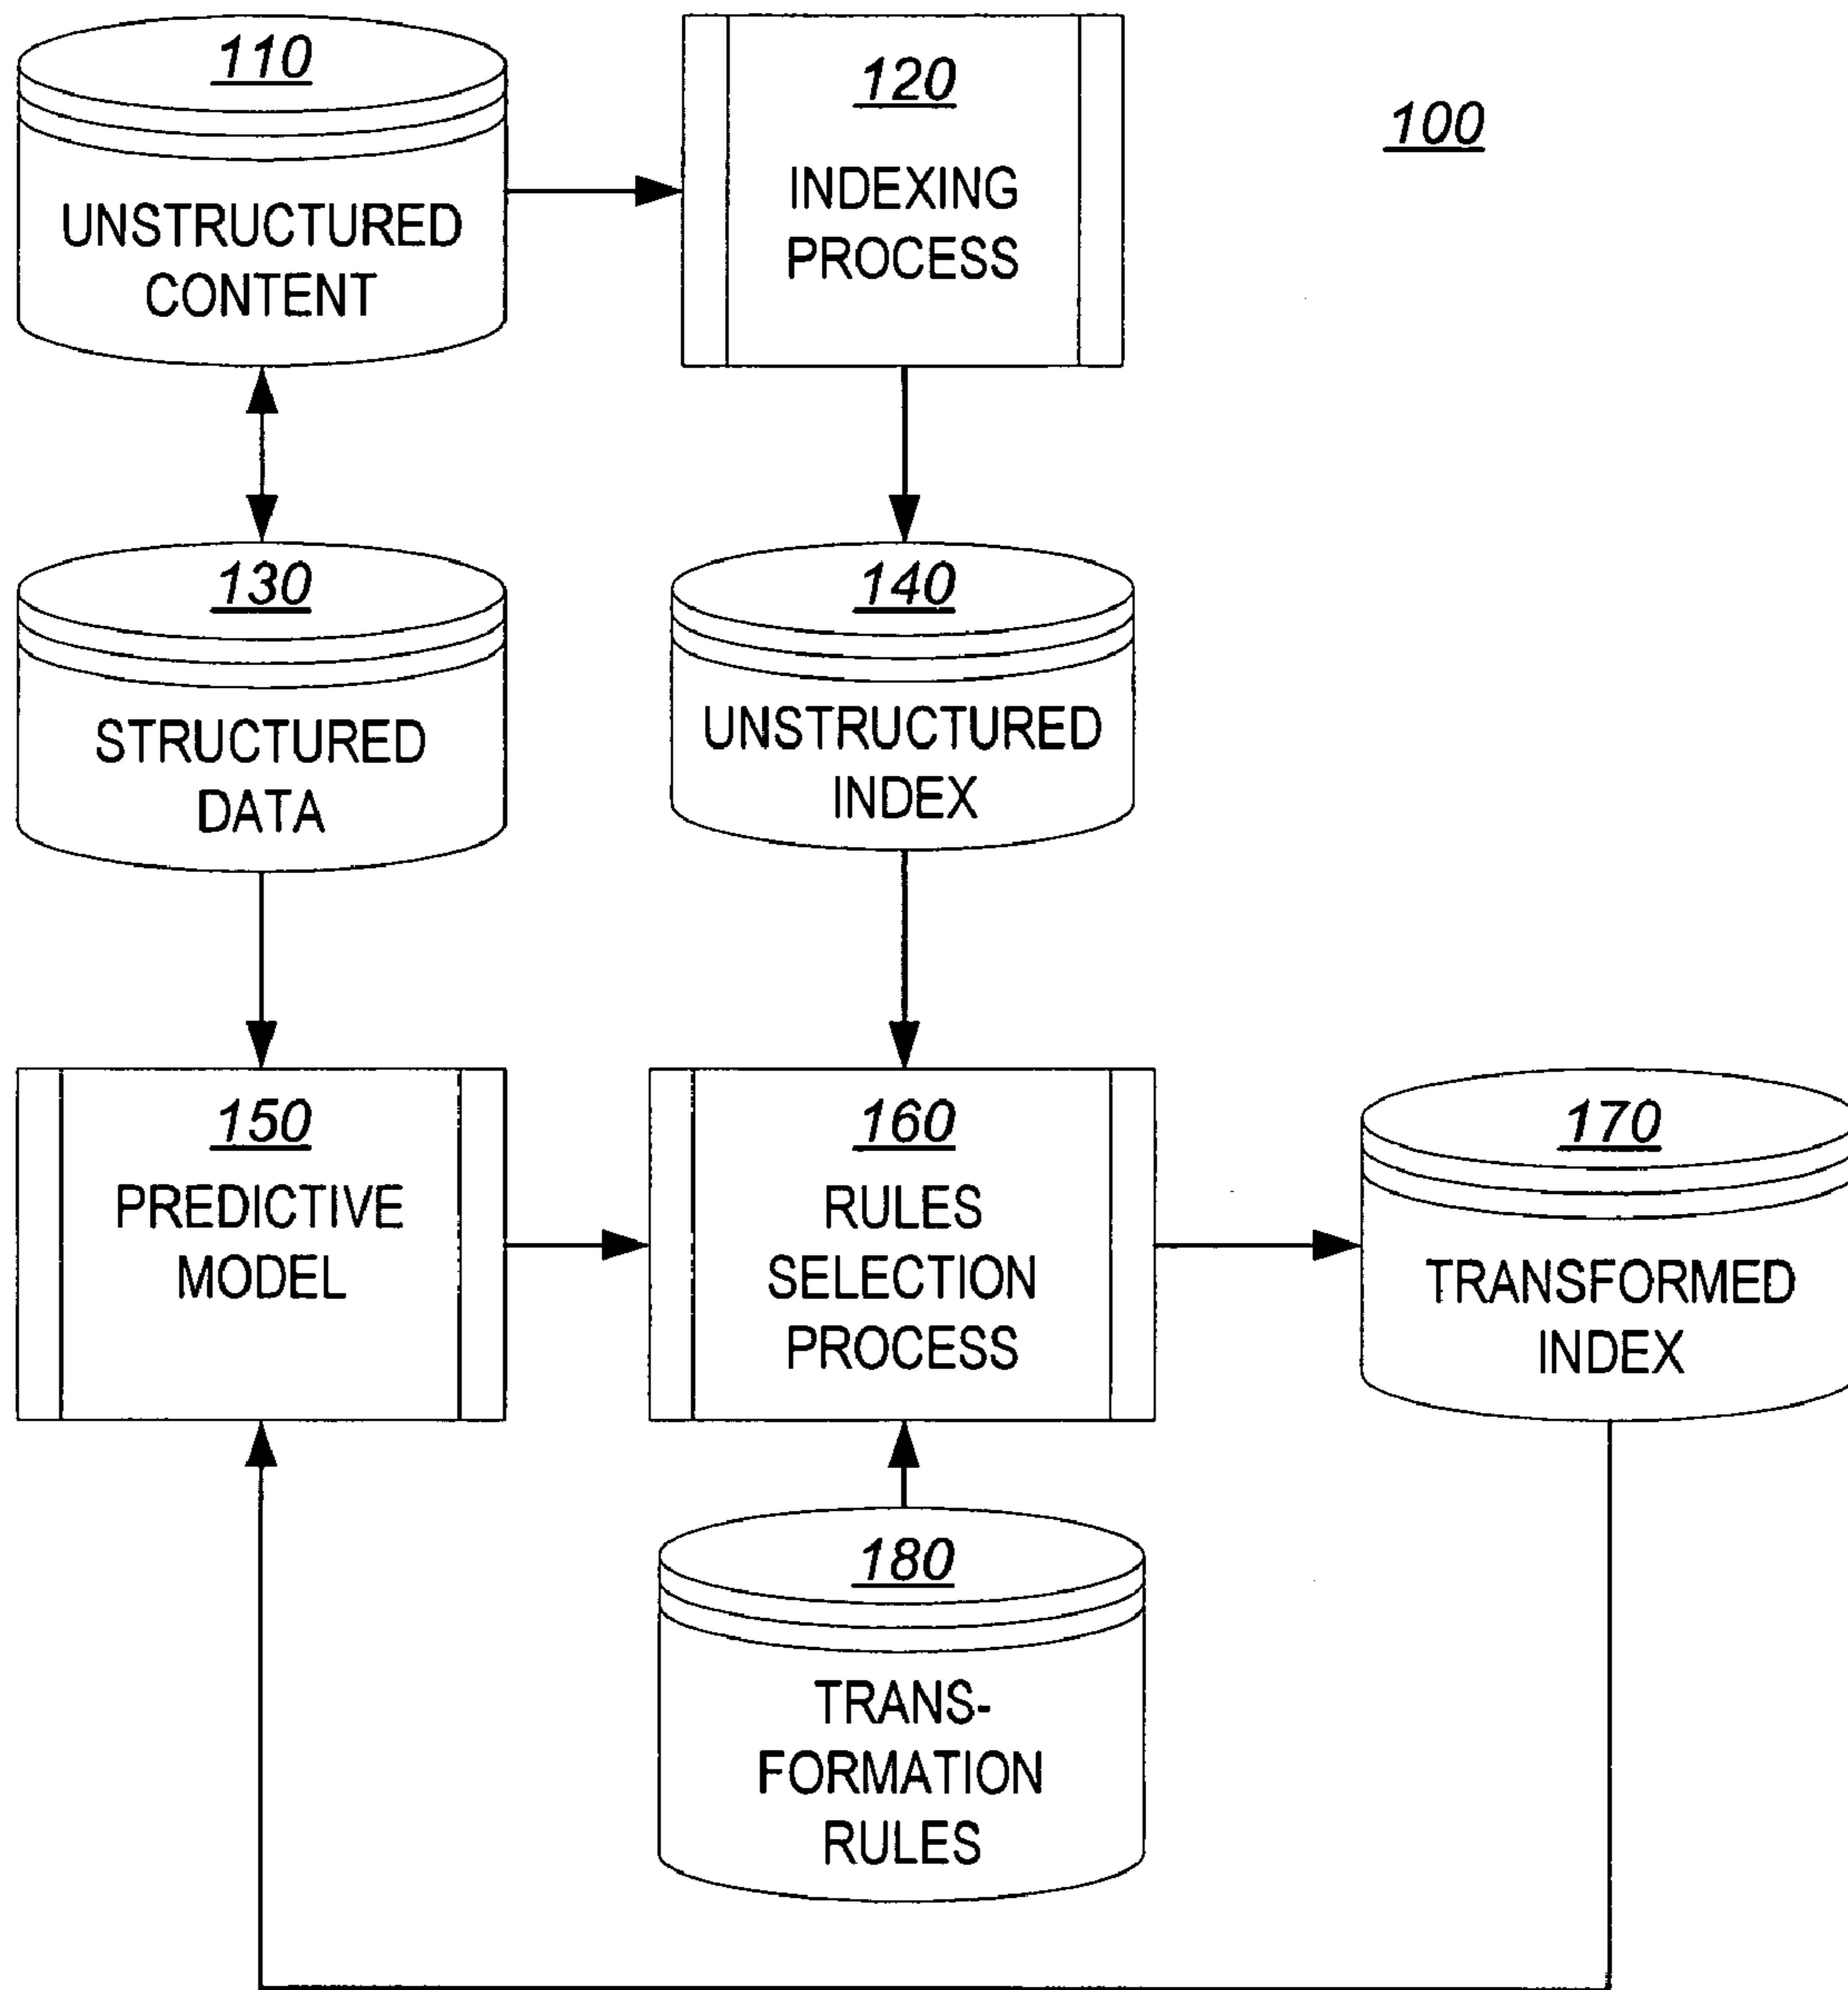 110
UNSTRUCTURED
CONTENT
120
INDEXING
PROCESS
100
130
STRUCTURED
DATA
140
UNSTRUCTURED
INDEX
150
PREDICTIVE
MODEL
160
RULES
SELECTION
PROCESS
170
TRANSFORMED
INDEX
180
TRANS-
FORMATION
RULES